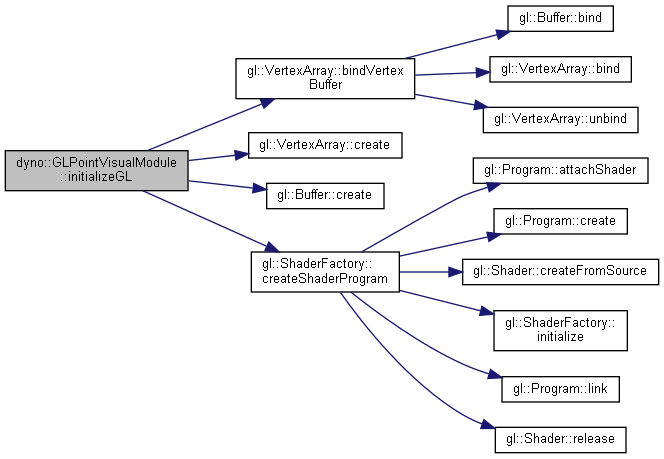 dyno::GLPointVisualModule
::initializeGL
gl::VertexArray::bindVertex
Buffer
gl::Buffer::bind
gl::VertexArray::bind
gl::VertexArray::unbind
gl::VertexArray::create
gl::Buffer::create
gl::ShaderFactory::
createShaderProgram
gl::Program::attachShader
gl::Program::create
gl::Shader::createFromSource
gl::ShaderFactory::
initialize
gl::Program::link
gl::Shader::release